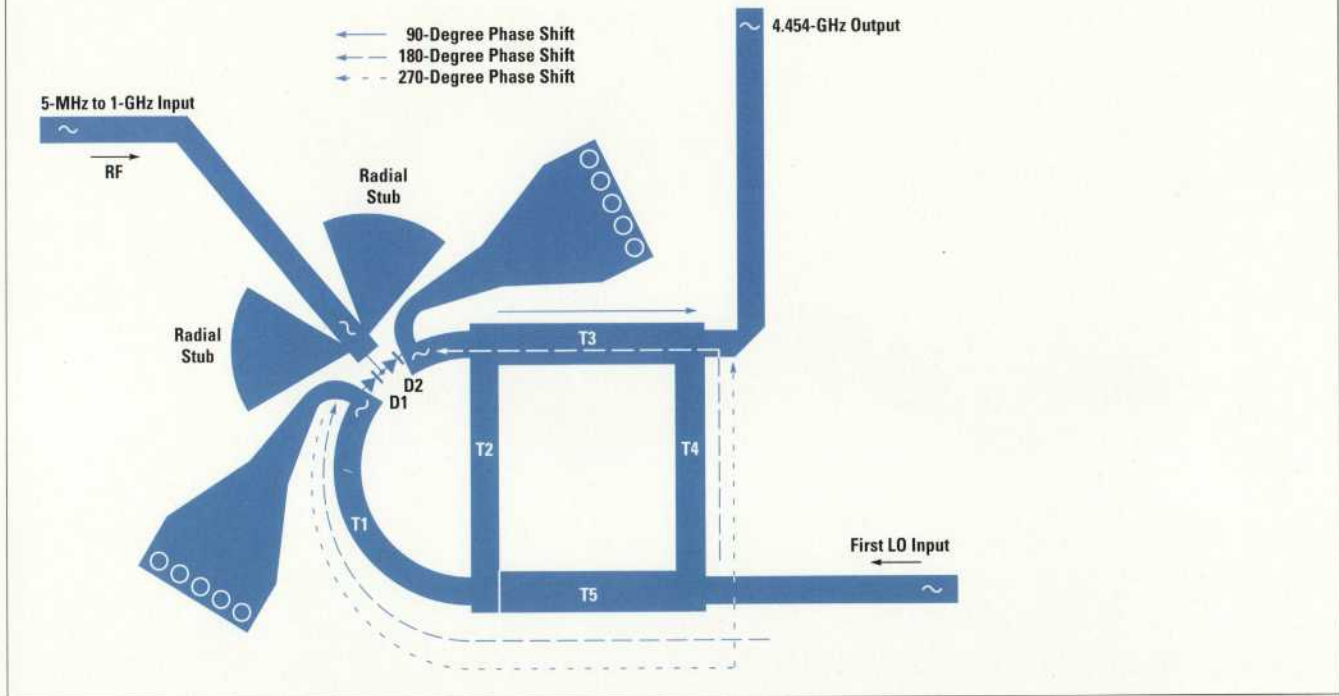 4.454-GHz Output
90-Degree Phase Shift
180-Degree Phase Shift
270-Degree Phase Shift
5-MHz to 1-GHz Input
RF
Radial
Stub
Radial
Stub
T3
D2
D1
T2
T4
T1
First LO Input
T5